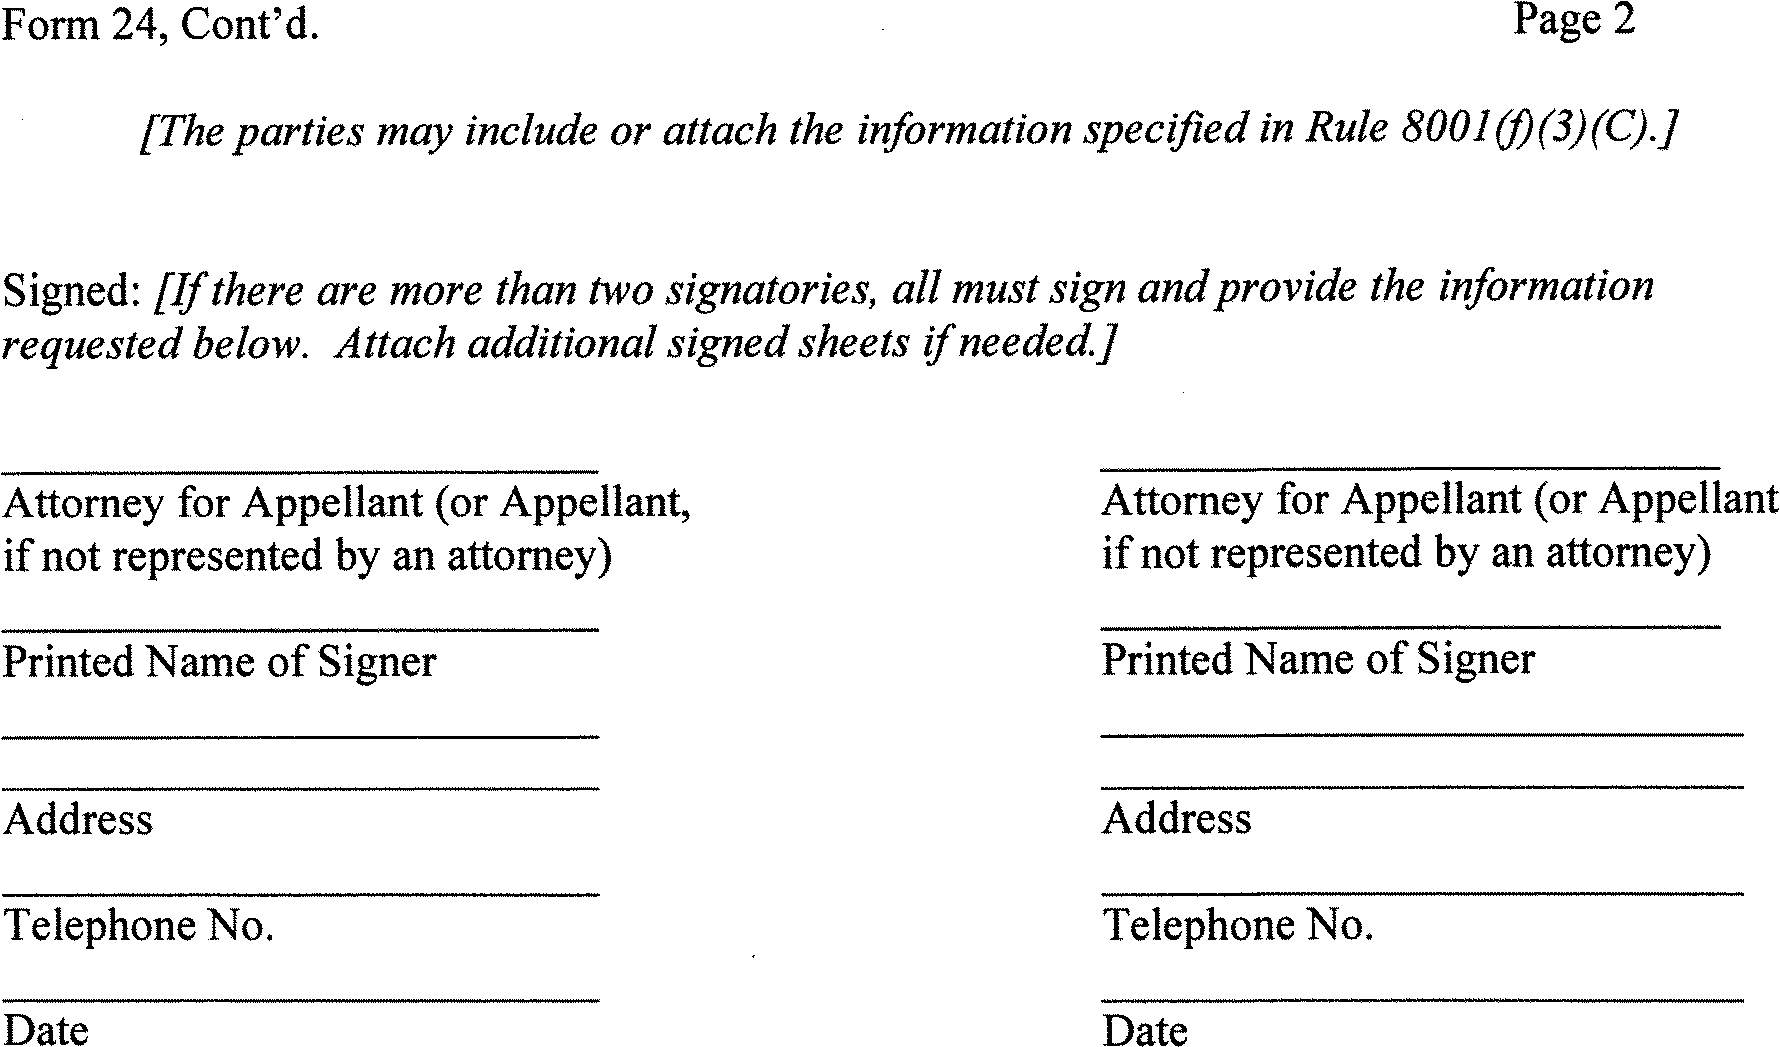 Form 24, Cont'd. Page 2
[The parties may include or attach the information specified in Rule 8001(f)(3)(C).]
Signed: [If there are more than two signatories, all must sign and provide the information
requested below. Attach additional signed sheets if needed.]
Attorney for Appellant (or Appellant, Attorney for Appellant (or Appellant
if not represented by an attorney) if not represented by an attorney)
Printed Name of Signer Printed Name of Signer
Address Address
Telephone No. Telephone No.
Date Date